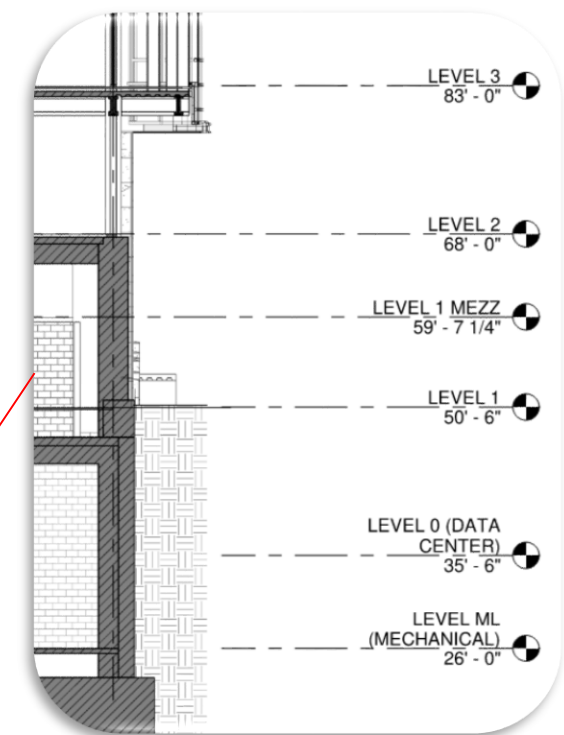 LEVEL 3
83' - 0"
LEVEL 2
68' - 0"
LEVEL 1 MEZZ
59' - 7 1/4"
LEVEL 1
50' - 6"
LEVEL 0 (DATA
CENTER)
35' - 6"
LEVEL ML
(MECHANICAL)
26' - 0"